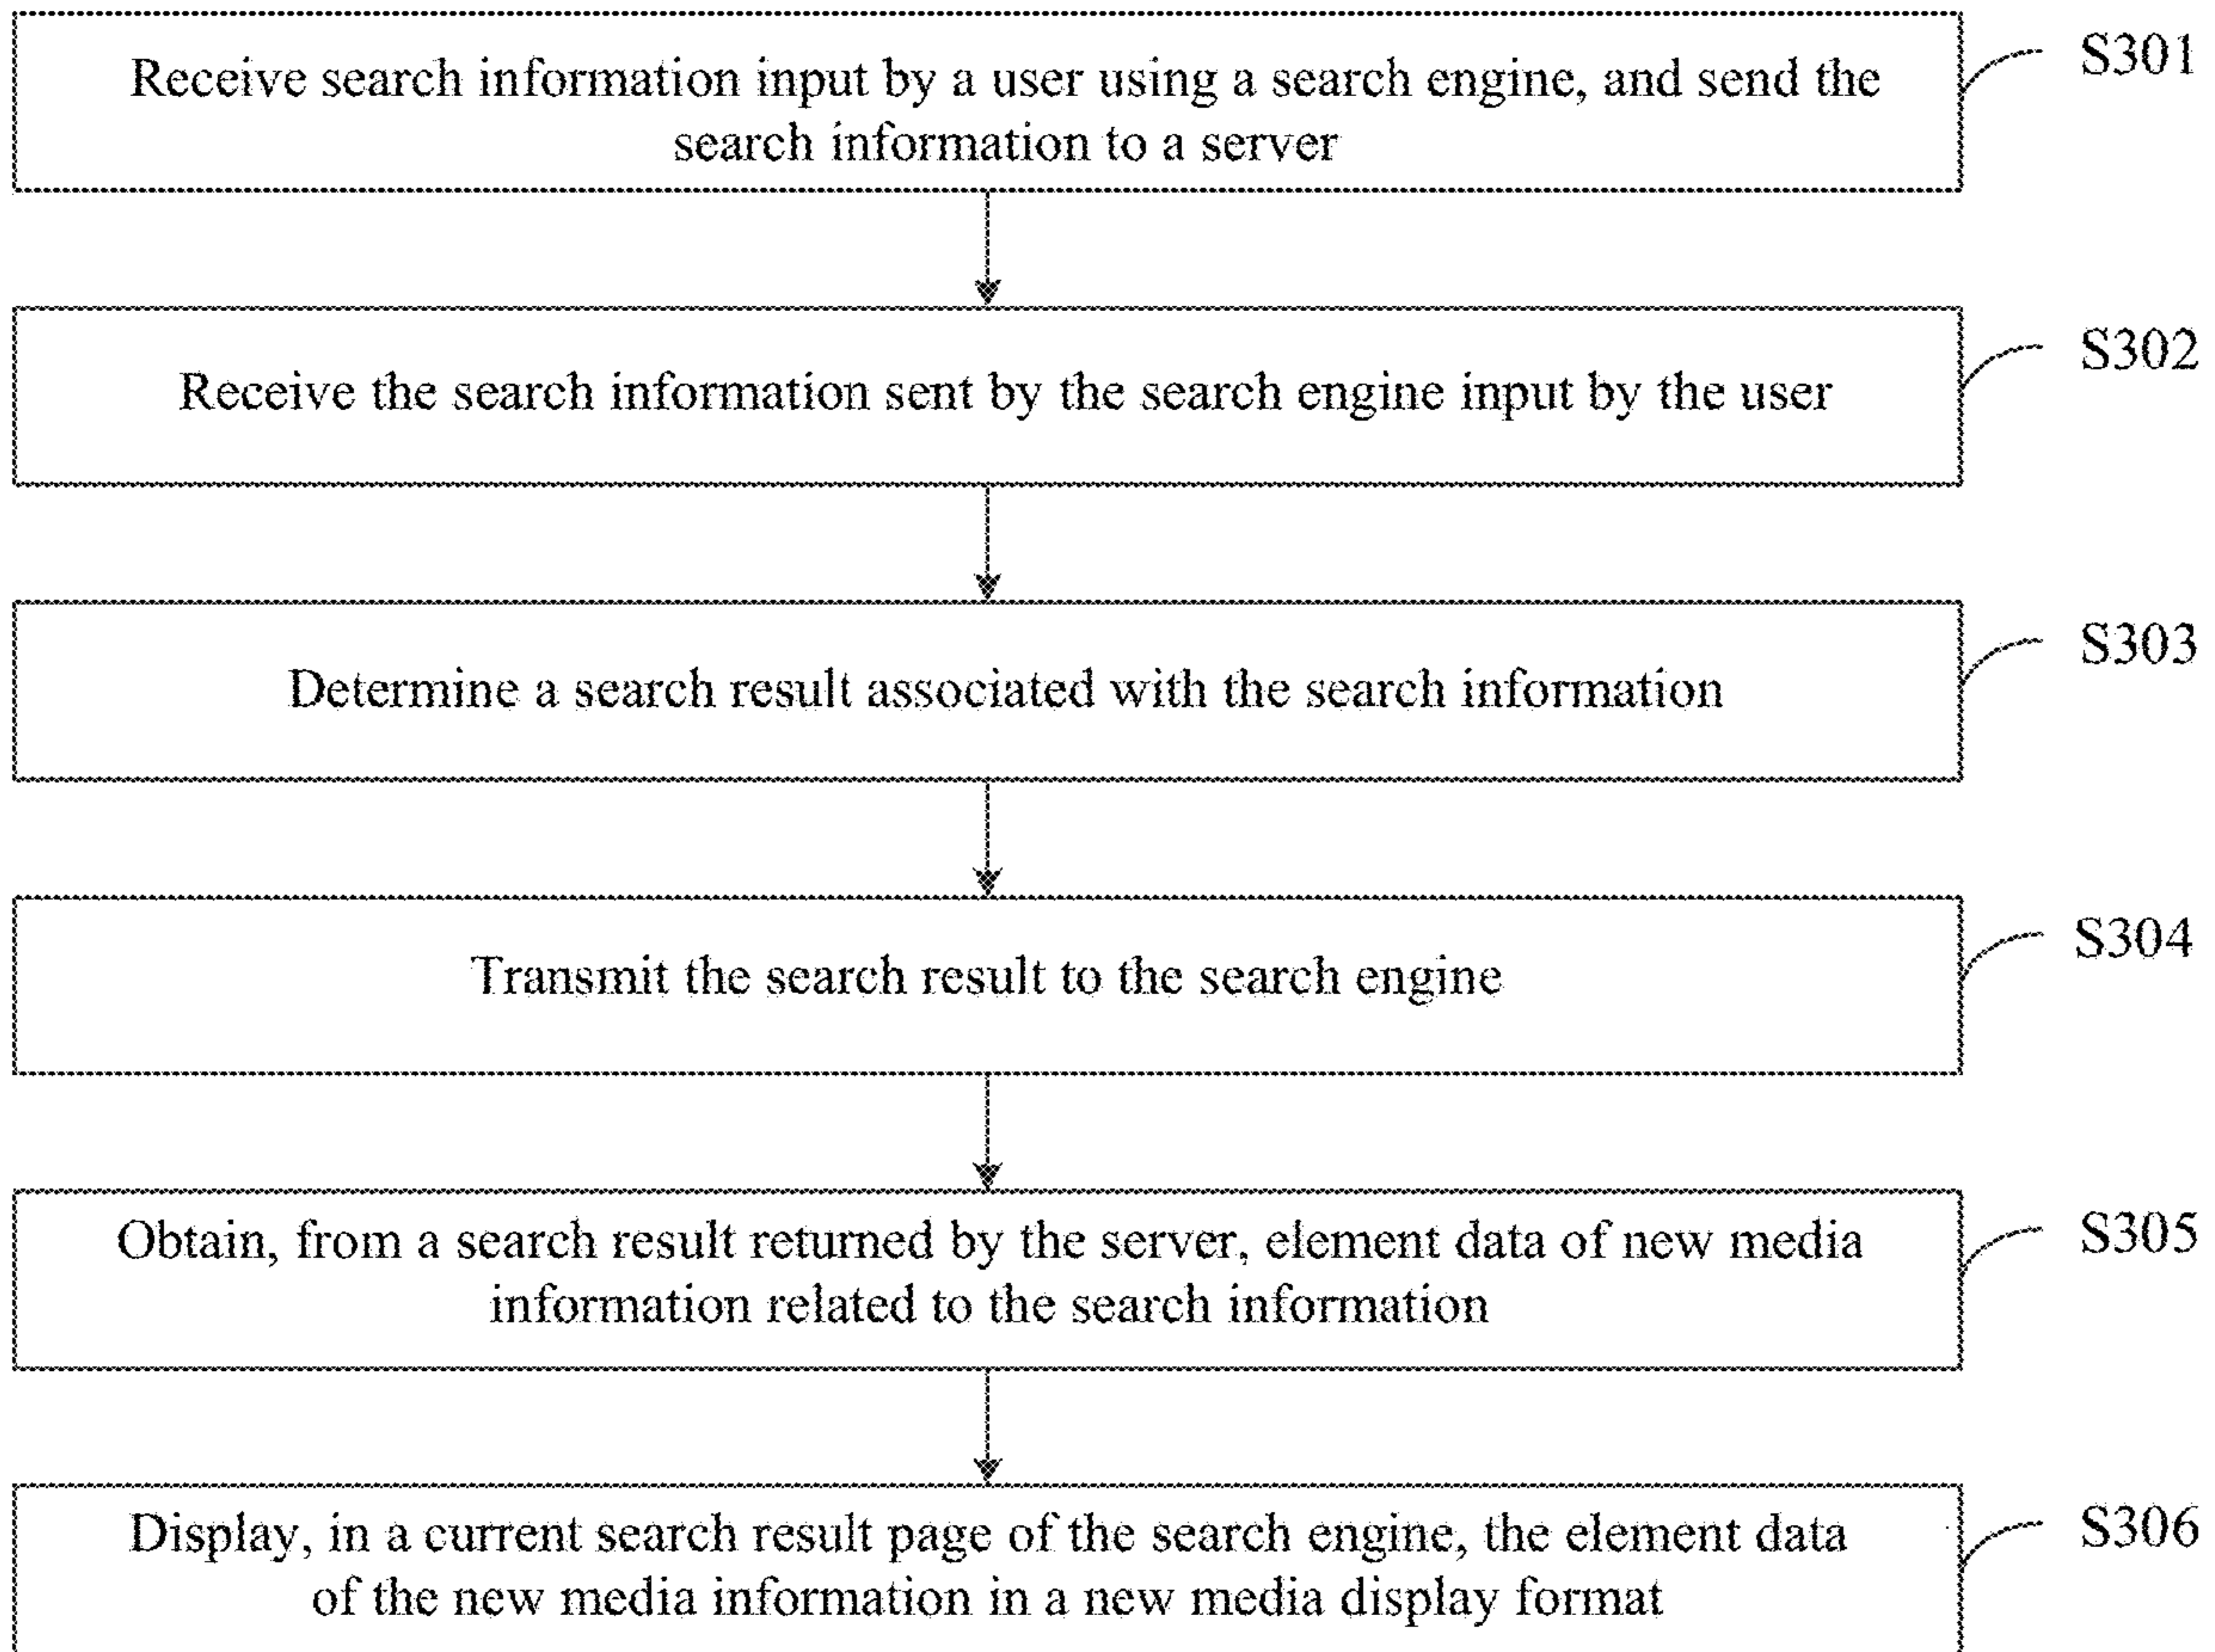 Receive search information input by a user using a search engine, and send the
search information to a server
S301
Receive the search information sent by the search engine input by the user
S302
Determine a search result associated with the search information
S303
Transmit the search result to the search engine
S304
Obtain, from a search result returned by the server, element data of new media
information related to the search information
S305
Display, in a current search result page of the search engine, the element data
of the new media information in a new media display format
S306